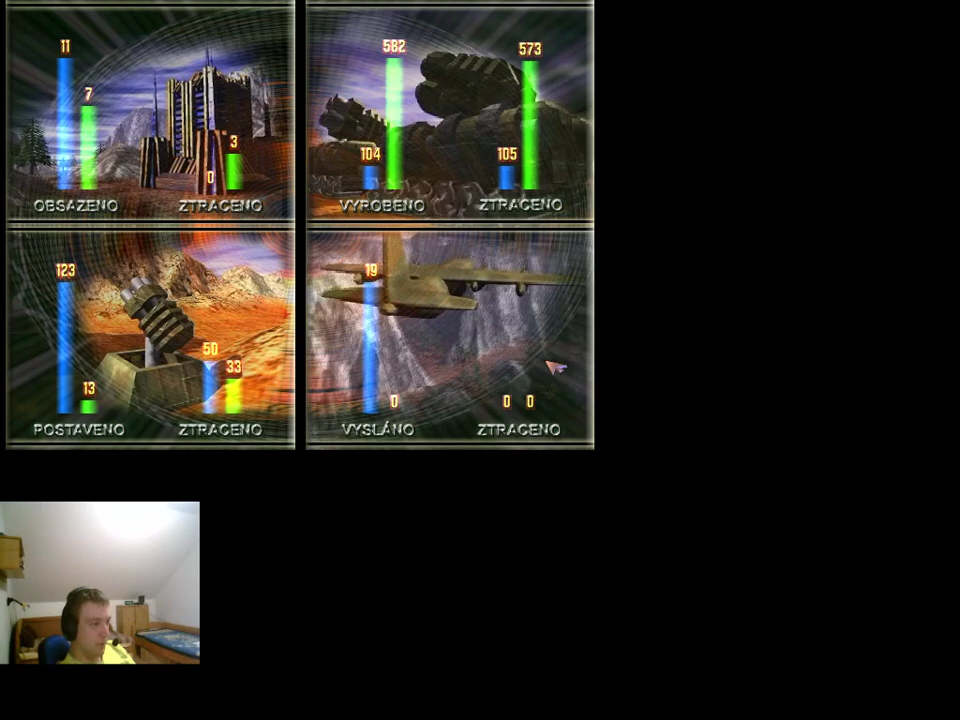 11
7
3
0
OBSAZENO ZTRACENO
582
573
104
105
VYROBENO ZTRACENO
123
50
33
13
POSTAVENO ZTRACENO
19
0 0 0
VYSLÁNO ZTRACENO